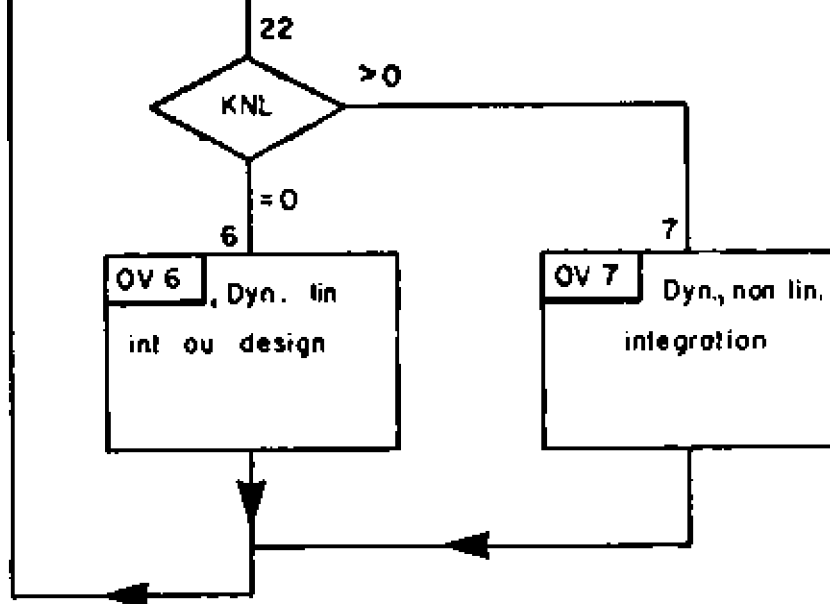 22
>0
KNL
=0
6
7
OV 6
, Dyn. lin
int ou design
OV 7
Dyn., non lin.
integration